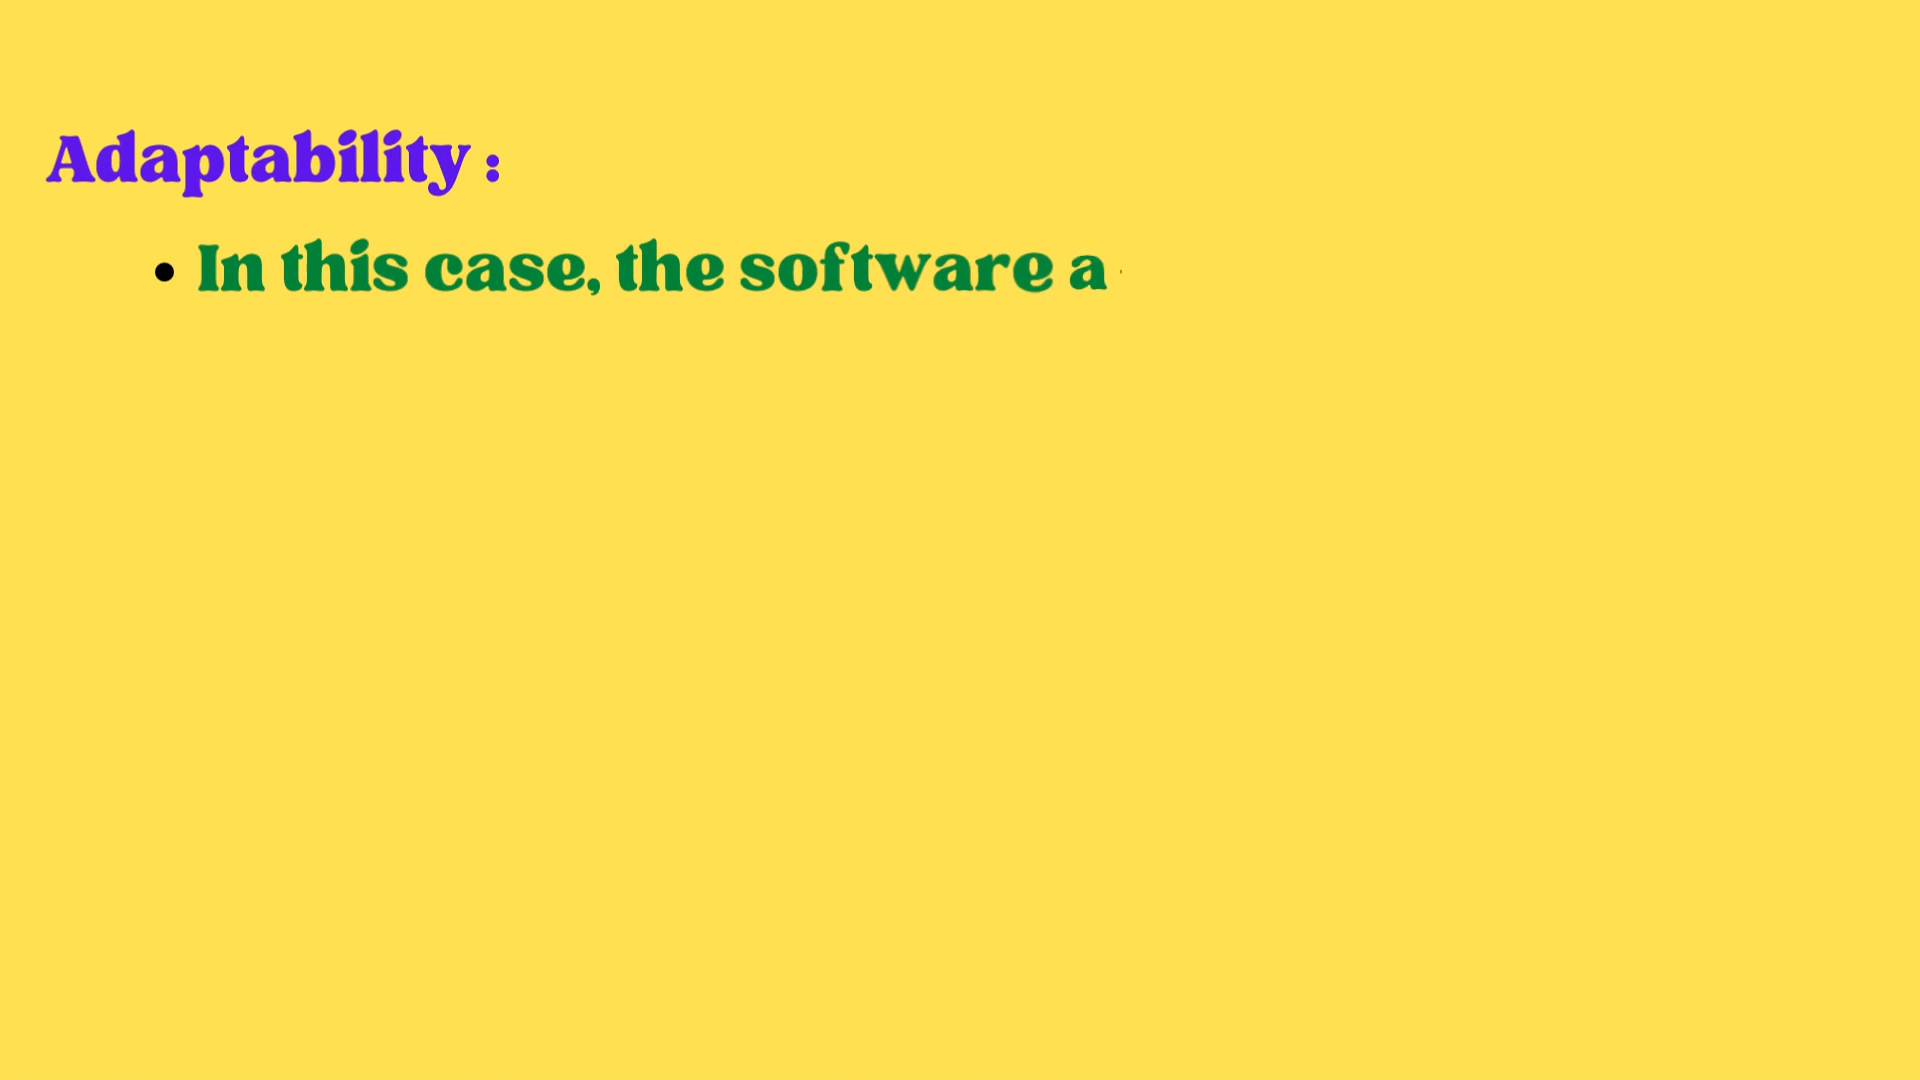 Adaptability :
• In this case, the software a